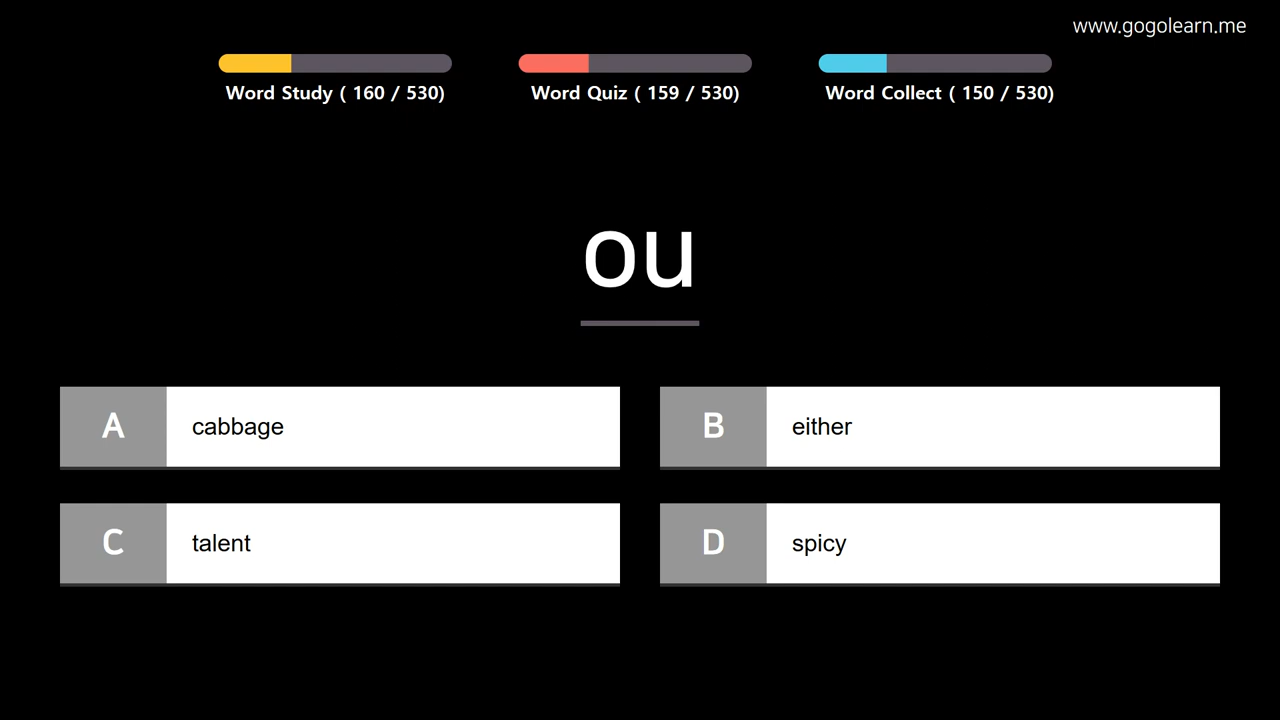 www.gogolearn.me
Word Study ( 160 / 530)
Word Quiz ( 159 / 530)
Word Collect ( 150 / 530)
ou
A cabbage
B either
C talent
D spicy